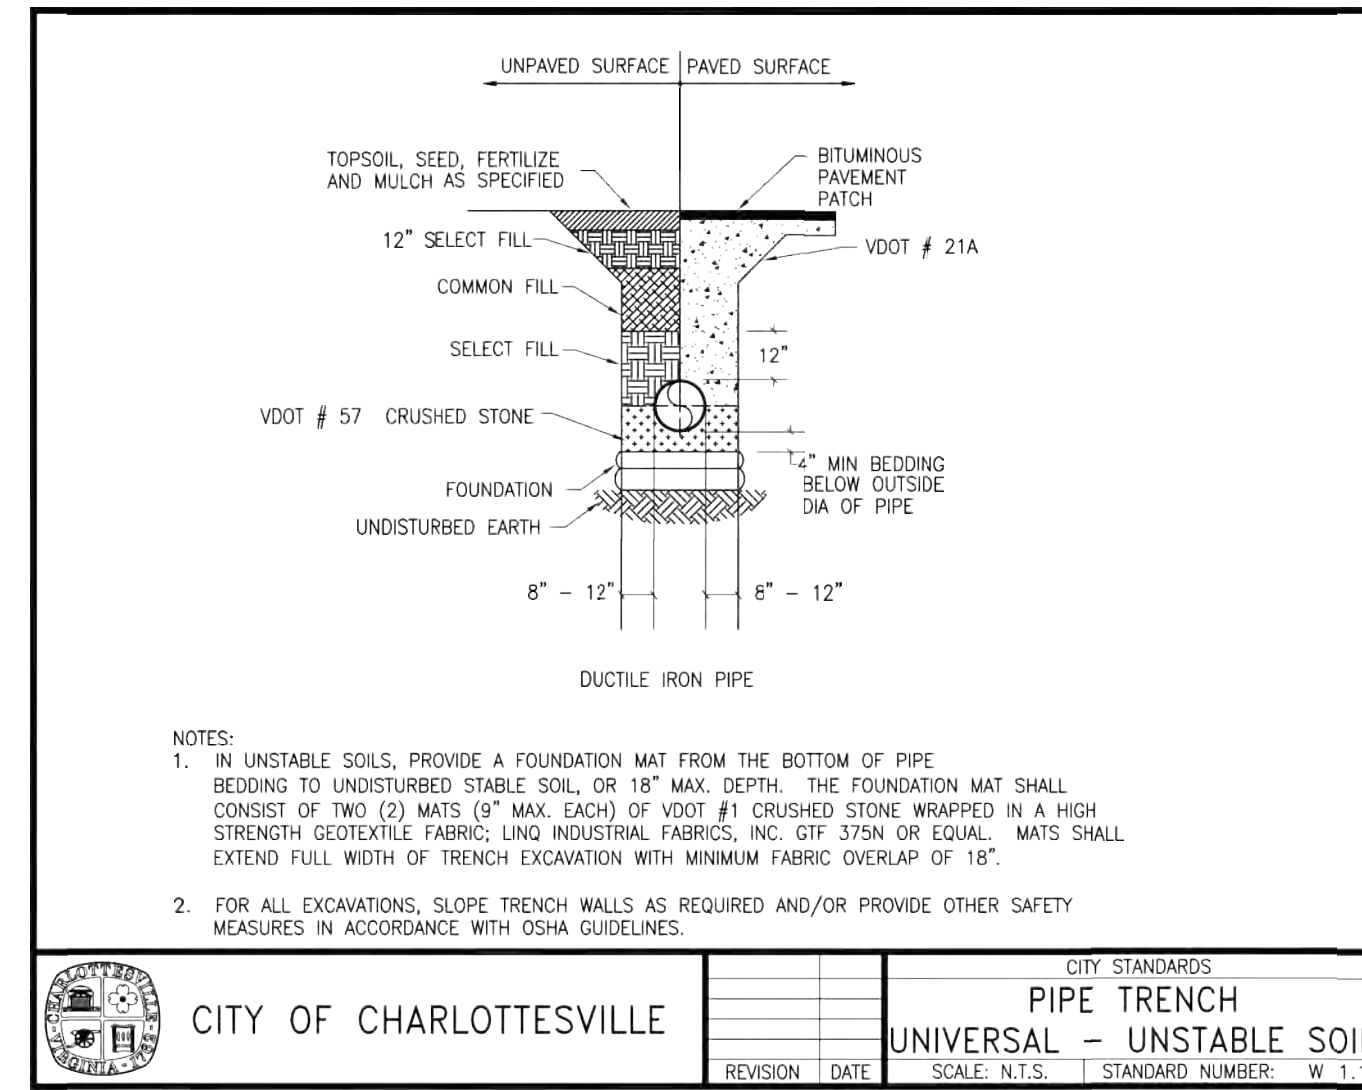 UNPAVED SURFACE PAVED SURFACE
TOPSOIL, SEED, FERTILIZE
AND MULCH AS SPECIFIED
BITUMINOUS
PAVEMENT
PATCH
12" SELECT FILL
VDOT # 21A
COMMON FILL
SELECT FILL
12"
VDOT # 57 CRUSHED STONE
4" MIN BEDDING
BELOW OUTSIDE
DIA OF PIPE
FOUNDATION
UNDISTURBED EARTH
8" – 12" 8" – 12"
DUCTILE IRON PIPE
NOTES:
1. IN UNSTABLE SOILS, PROVIDE A FOUNDATION MAT FROM THE BOTTOM OF PIPE
BEDDING TO UNDISTURBED STABLE SOIL, OR 18" MAX. DEPTH. THE FOUNDATION MAT SHALL
CONSIST OF TWO (2) MATS (9" MAX. EACH) OF VDOT #1 CRUSHED STONE WRAPPED IN A HIGH
STRENGTH GEOTEXTILE FABRIC; LINQ INDUSTRIAL FABRICS, INC. GTF 375N OR EQUAL. MATS SHALL
EXTEND FULL WIDTH OF TRENCH EXCAVATION WITH MINIMUM FABRIC OVERLAP OF 18".
2. FOR ALL EXCAVATIONS, SLOPE TRENCH WALLS AS REQUIRED AND/OR PROVIDE OTHER SAFETY
MEASURES IN ACCORDANCE WITH OSHA GUIDELINES.
CHARLOTTESVILLE
VIRGINIA - 1762
CITY OF CHARLOTTESVILLE
REVISION DATE
CITY STANDARDS
PIPE TRENCH
UNIVERSAL – UNSTABLE SOI
SCALE: N.T.S. STANDARD NUMBER: W 1.